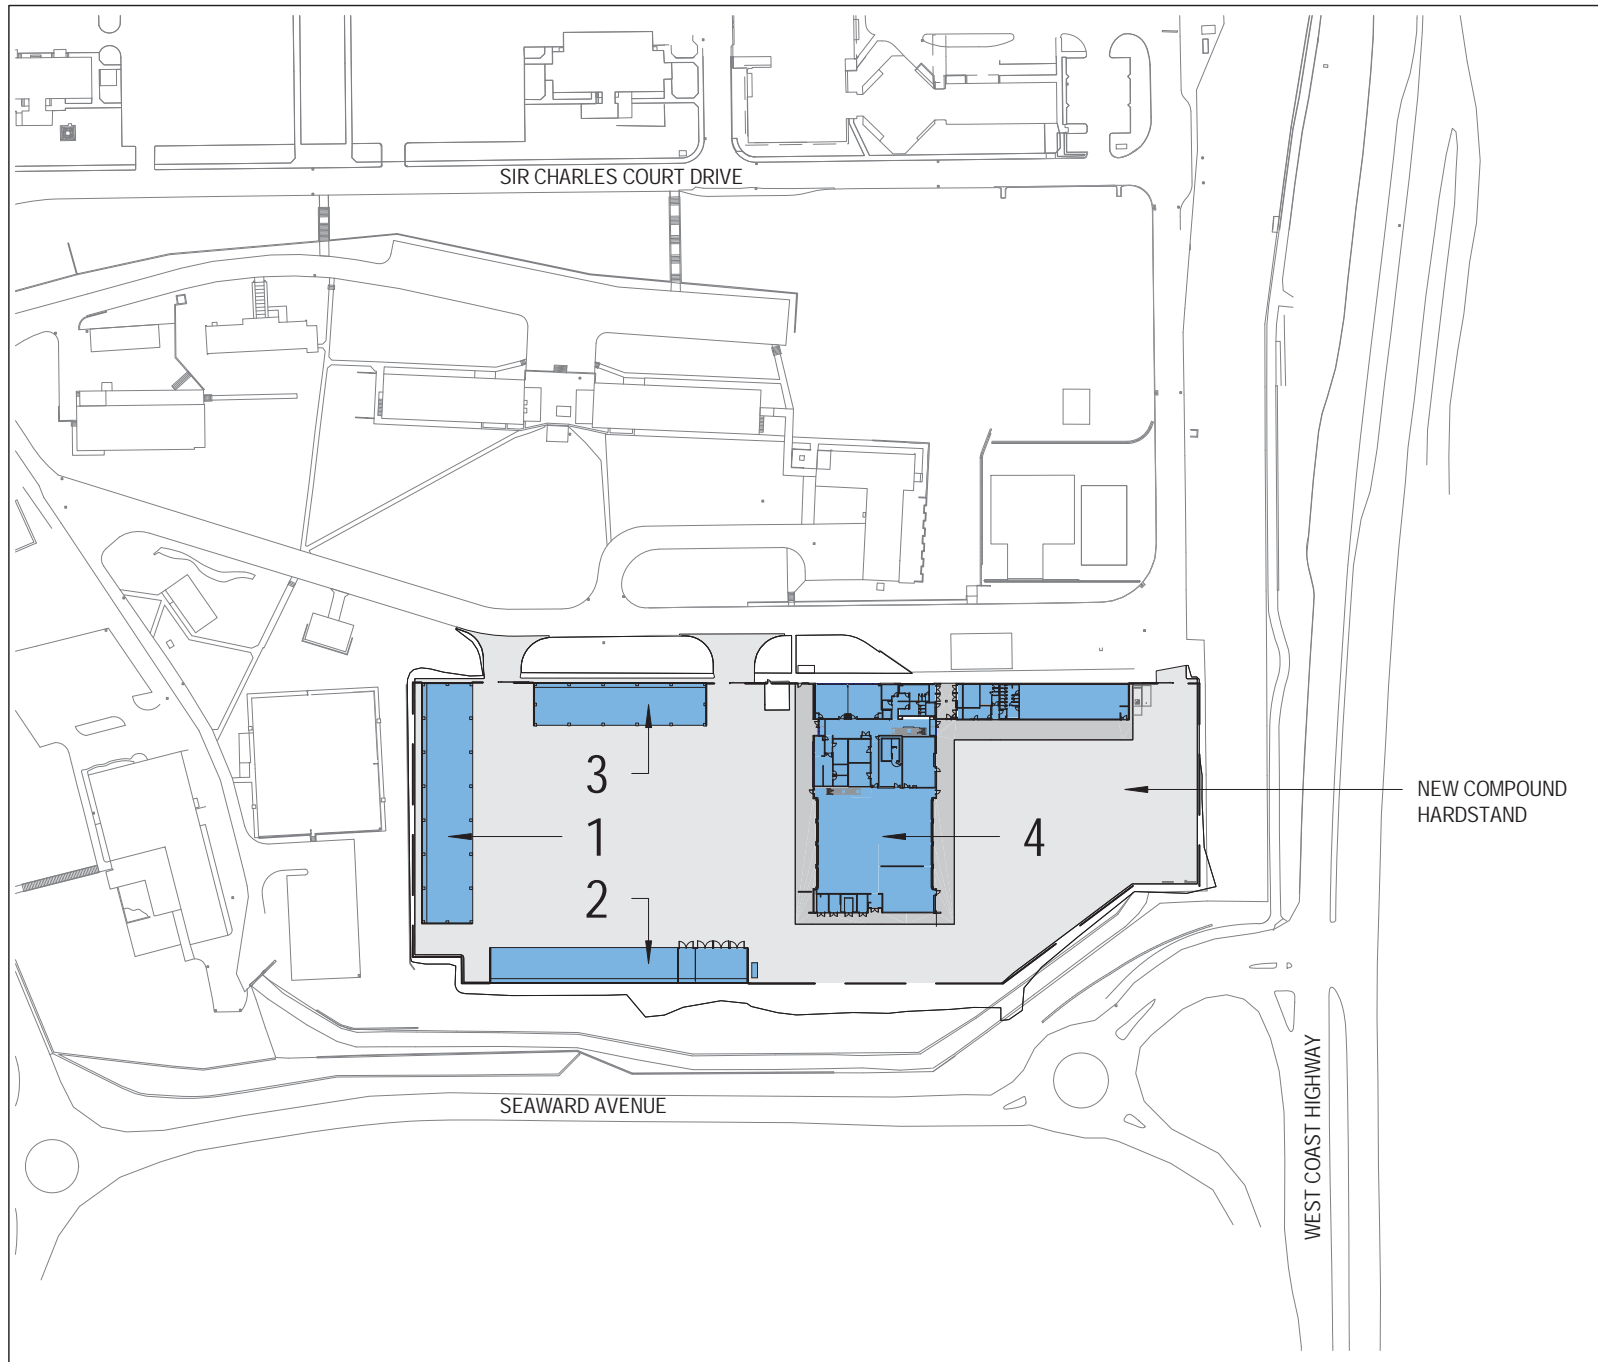 SIR CHARLES COURT DRIVE
3
1
2
4
NEW COMPOUND
HARDSTAND
SEAWARD AVENUE
WEST COAST HIGHWAY